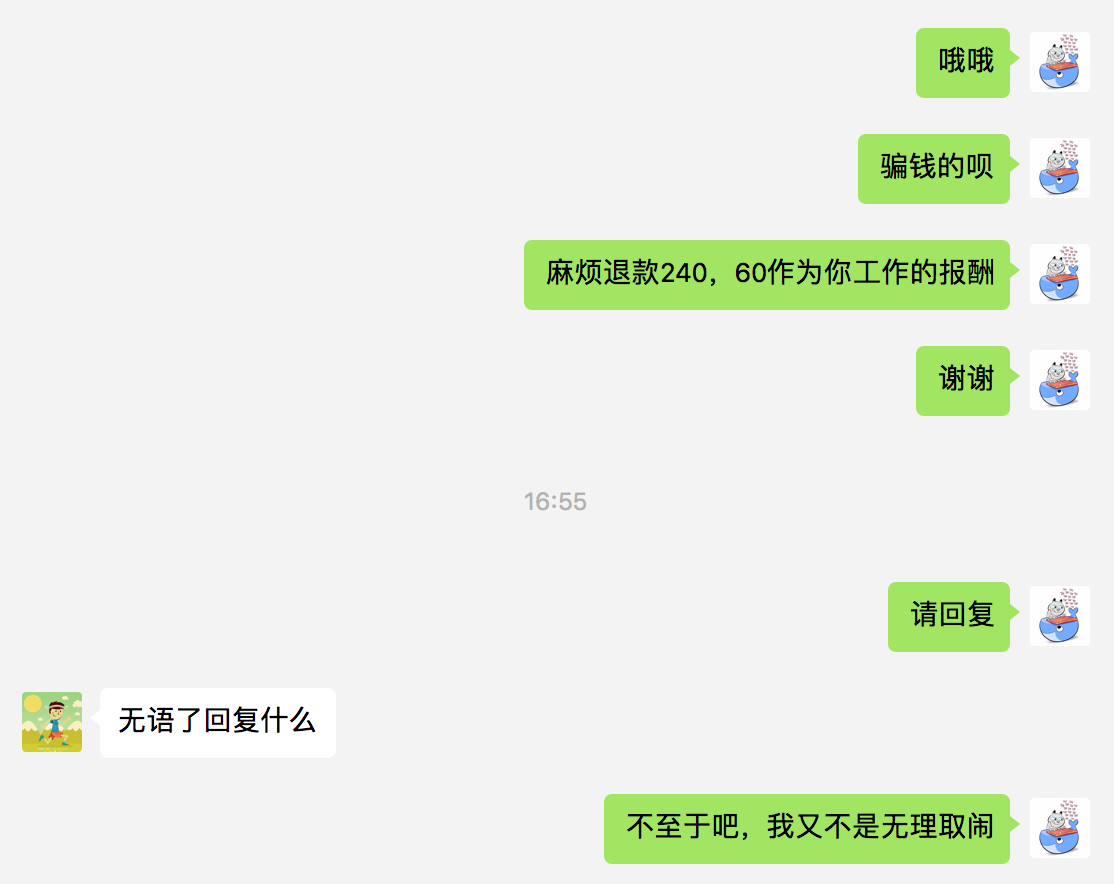 哦哦
骗钱的呗
麻烦退款240，60作为你工作的报酬
谢谢
16:55
请回复
无语了回复什么
不至于吧，我又不是无理取闹